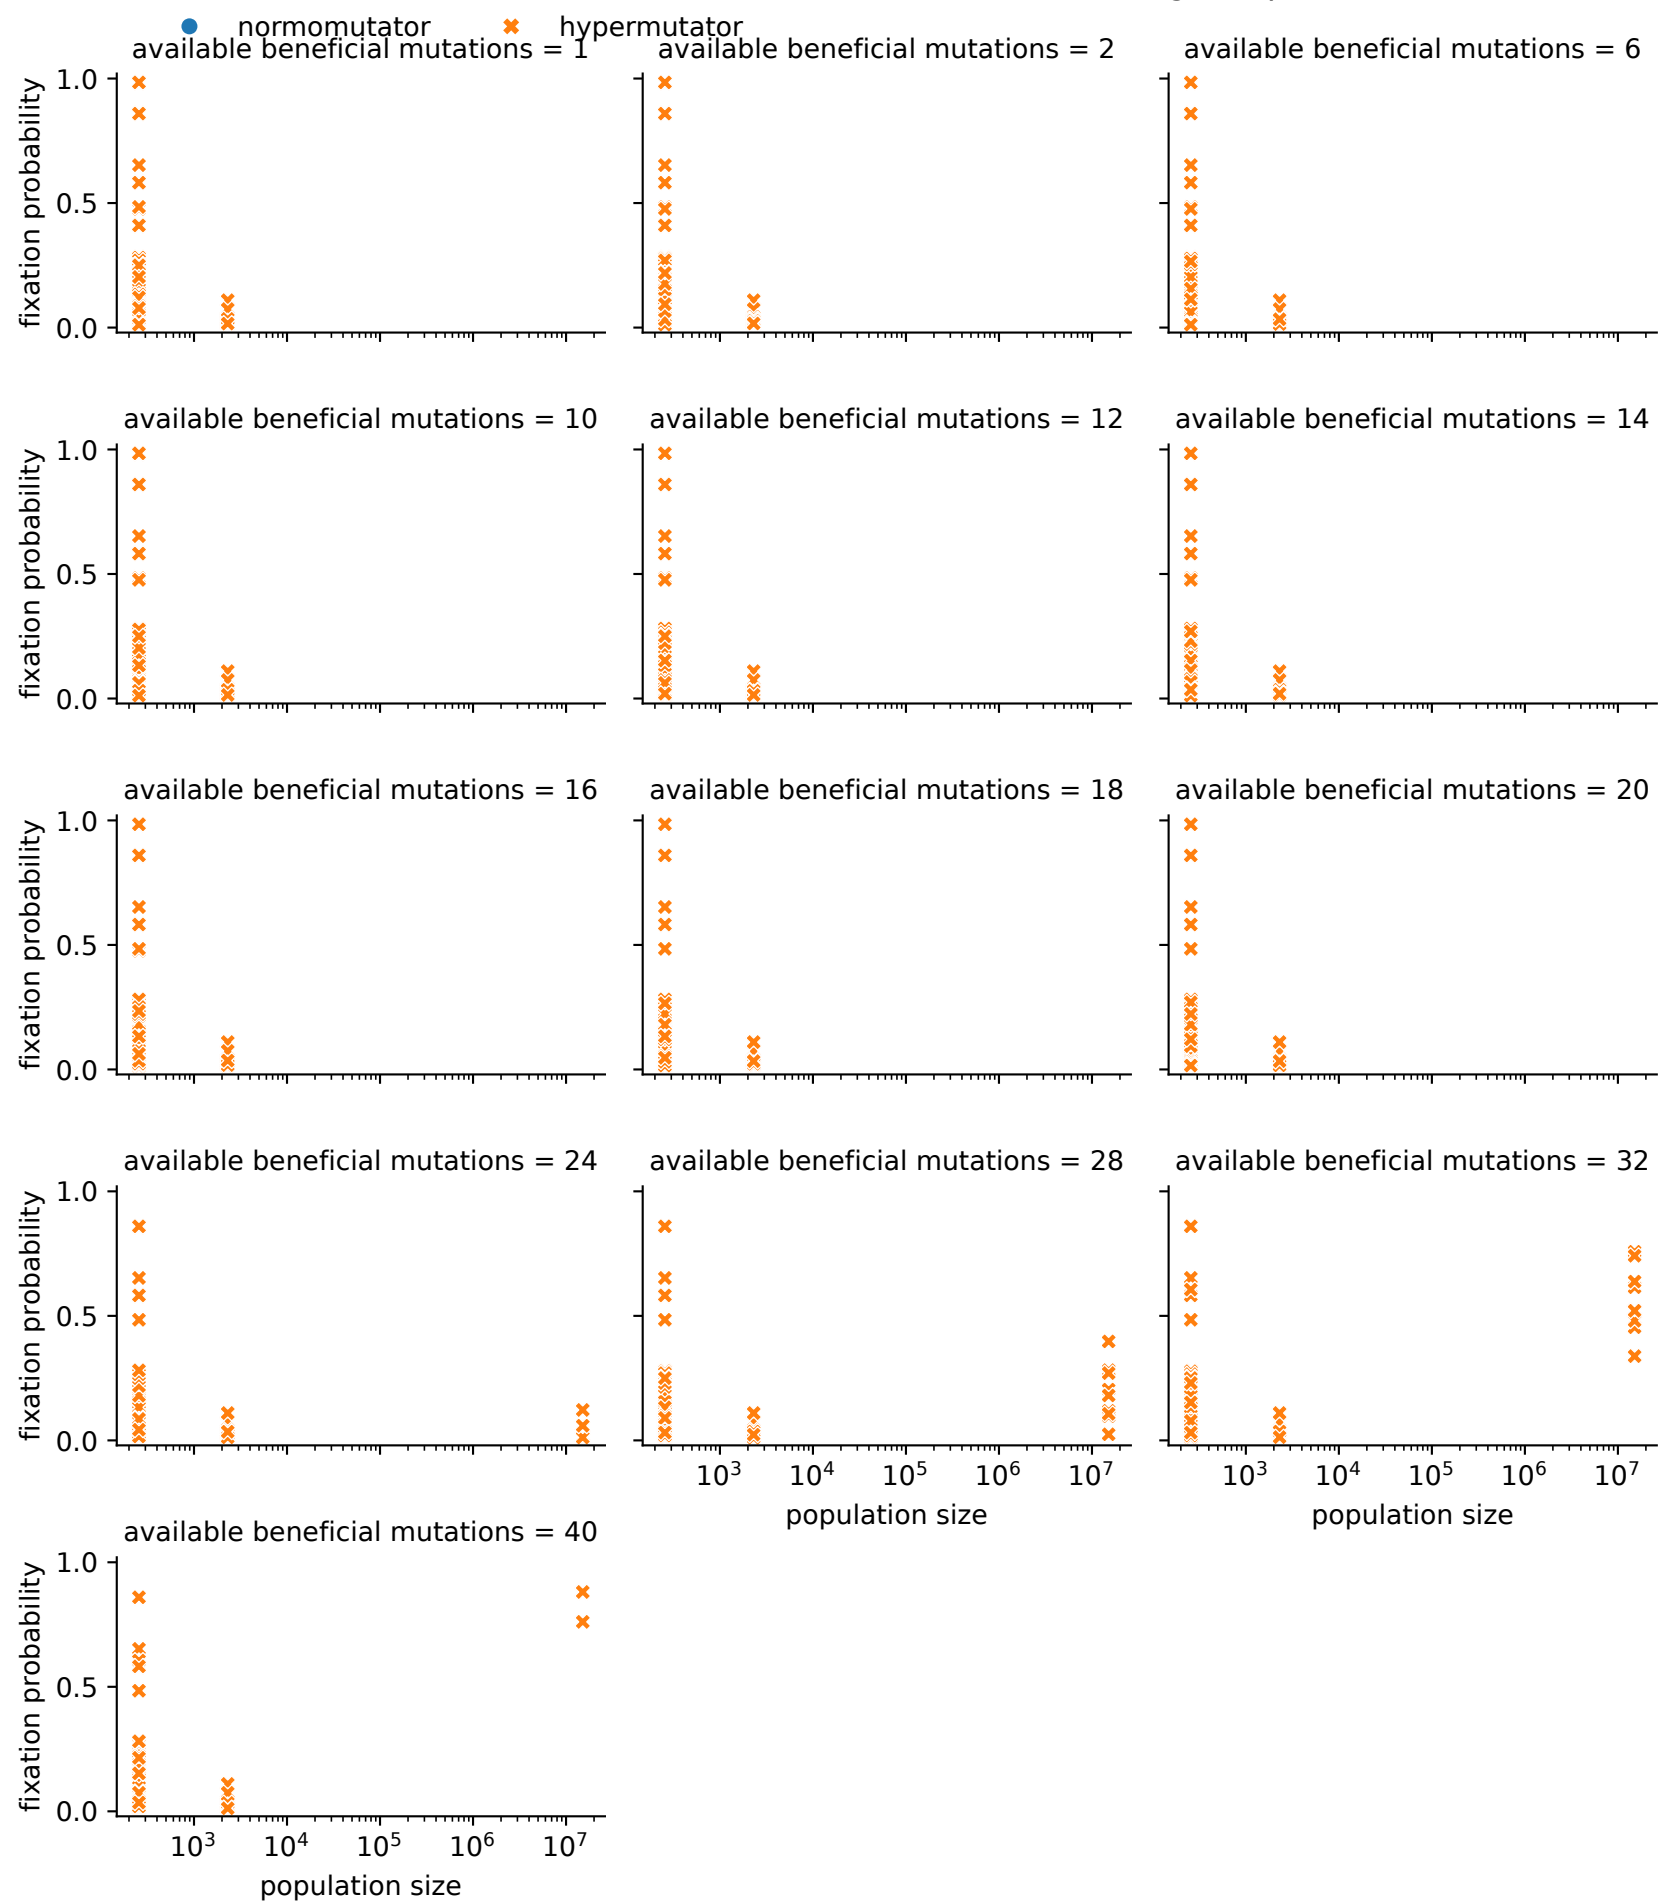 normomutator hypermutator
available beneficial mutations = 1 available beneficial mutations = 2 available beneficial mutations = 6
fixation probability
1.0
0.5
0.0
available beneficial mutations = 10 available beneficial mutations = 12 available beneficial mutations = 14
fixation probability
1.0
0.5
0.0
available beneficial mutations = 16 available beneficial mutations = 18 available beneficial mutations = 20
fixation probability
1.0
0.5
0.0
available beneficial mutations = 24 available beneficial mutations = 28 available beneficial mutations = 32
fixation probability
1.0
0.5
0.0
10³ 10⁴ 10⁵ 10⁶ 10⁷ 10³ 10⁴ 10⁵ 10⁶ 10⁷
population size population size
available beneficial mutations = 40
fixation probability
1.0
0.5
0.0
10³ 10⁴ 10⁵ 10⁶ 10⁷
population size